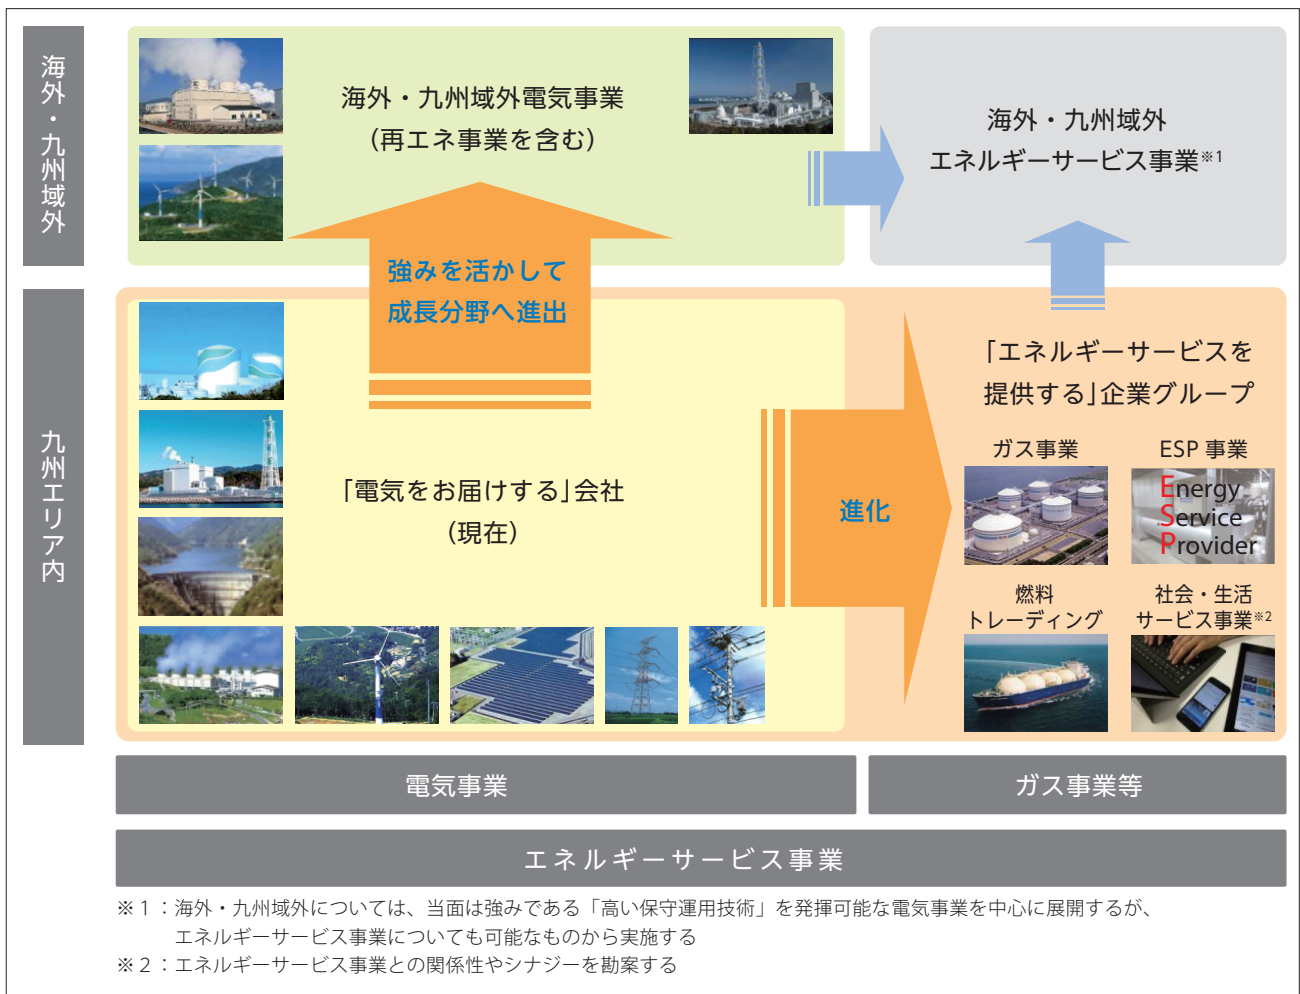 海外・九州域外
海外・九州域外電気事業
(再エネ事業を含む)
海外・九州域外
エネルギーサービス事業※1
強みを活かして
成長分野へ進出
九州エリア内
「電気をお届けする」会社
(現在)
進化
「エネルギーサービスを
提供する」企業グループ
ガス事業
ESP 事業
Energy
Service
Provider
燃料
トレーディング
社会・生活
サービス事業※2
電気事業
ガス事業等
エネルギーサービス事業
※1：海外・九州域外については、当面は強みである「高い保守運用技術」を発揮可能な電気事業を中心に展開するが、
エネルギーサービス事業についても可能なものから実施する
※2：エネルギーサービス事業との関係性やシナジーを勘案する